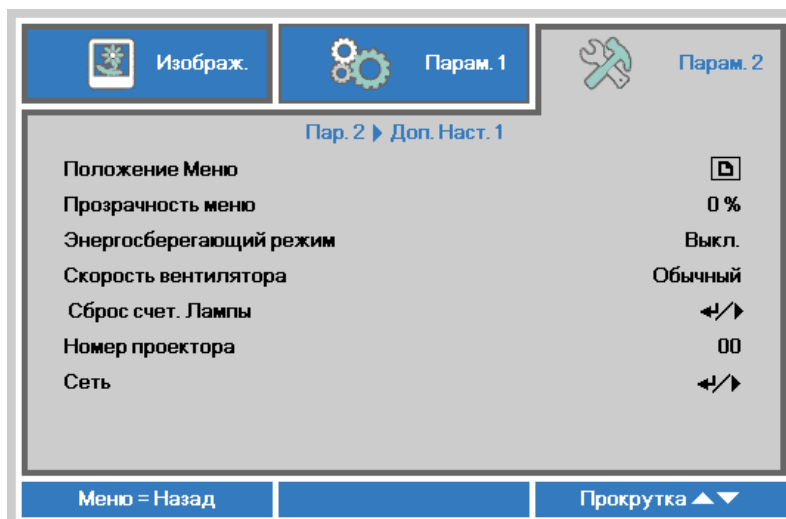 Изображ. Парам. 1 Парам. 2
Пар. 2 Доп. Наст. 1
Положение Меню
Прозрачность меню 0 %
Энергосберегающий режим Выкл.
Скорость вентилятора Обычный
Сброс счет. Лампы
Номер проектора 00
Сеть
Меню = Назад Прокрутка